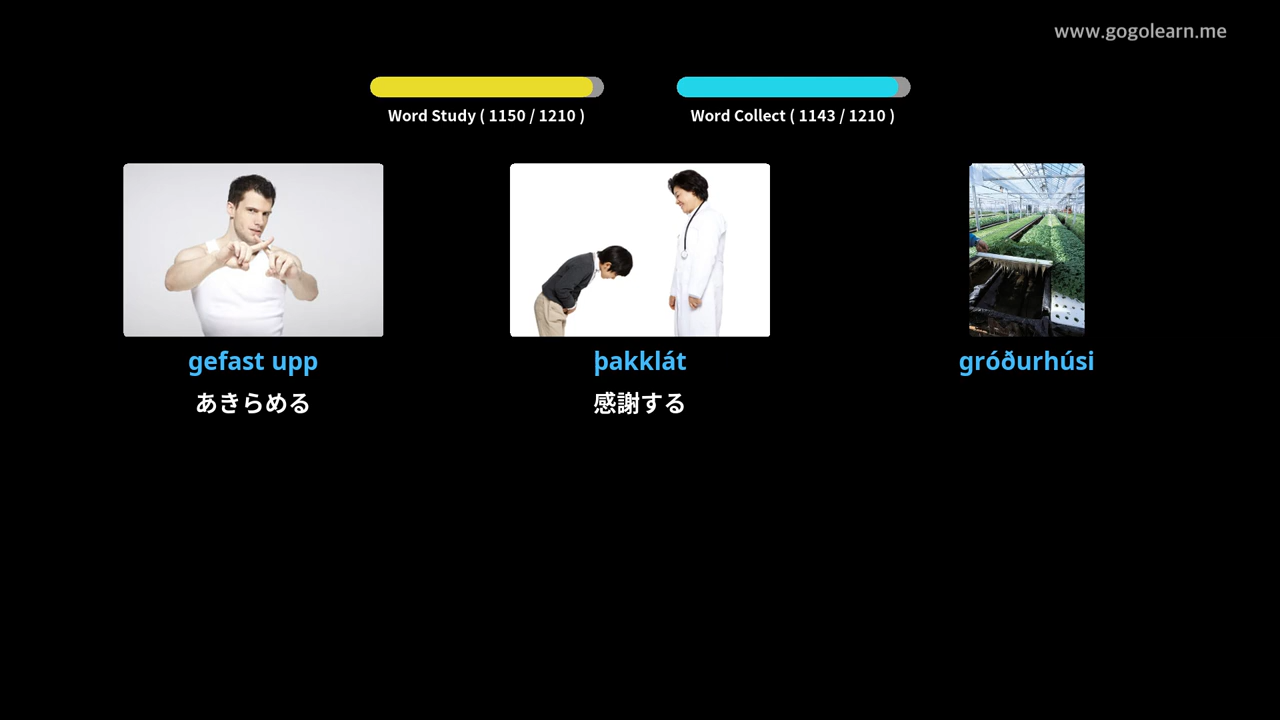 www.gogolearn.me
Word Study ( 1150 / 1210 )
Word Collect ( 1143 / 1210 )
gefast upp
あきらめる
þakklát
感謝する
gróðurhúsi